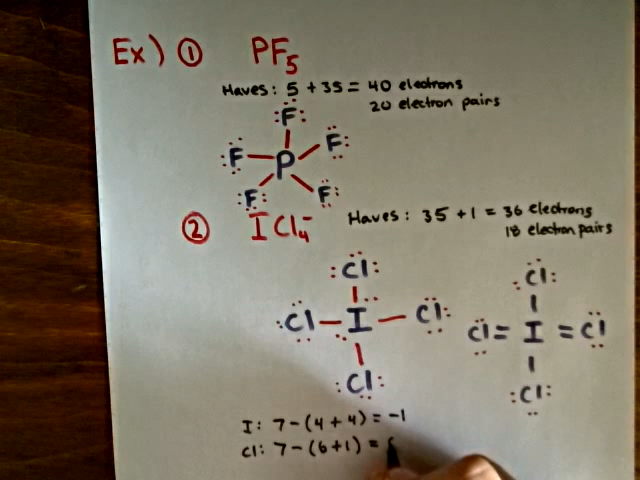 Ex) ① PF₅
Haves: 5 + 35 = 40 electrons
20 electron pairs
F
F F
P
F F
② ICl₄⁻ Haves: 35 + 1 = 36 electrons
18 electron pairs
Cl Cl
Cl – I – Cl Cl = I = Cl
Cl Cl
I: 7 – (4 + 4) = -1
Cl: 7 – (6 + 1) =